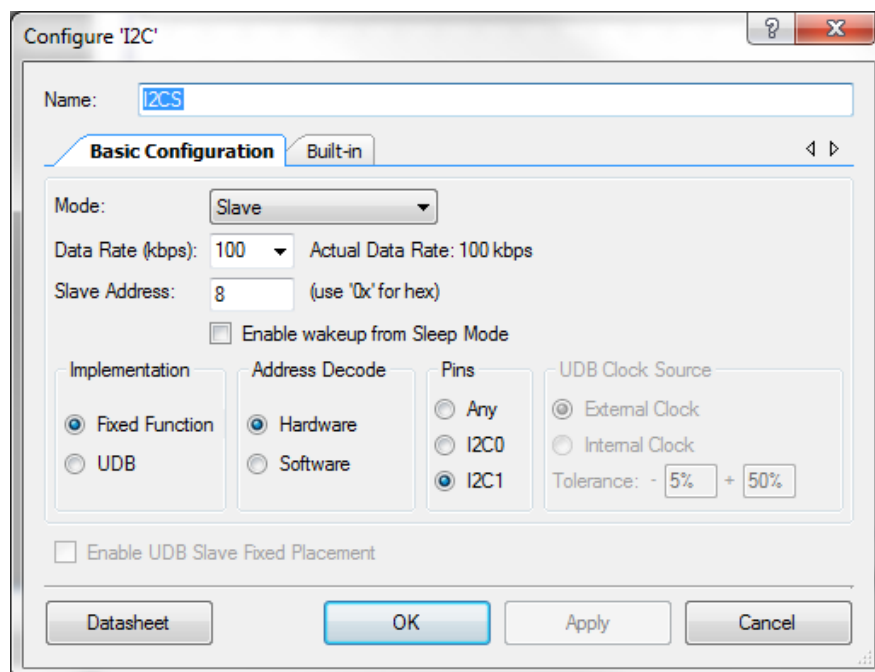 Configure 'I2C'
Name: I2CS
Basic Configuration Built-in
Mode: Slave
Data Rate (kbps): 100 Actual Data Rate: 100 kbps
Slave Address: 8 (use '0x' for hex)
Enable wakeup from Sleep Mode
Implementation Address Decode Pins UDB Clock Source
Fixed Function Hardware Any External Clock
UDB Software I2C0 Internal Clock
I2C1 Tolerance: - 5% + 50%
Enable UDB Slave Fixed Placement
Datasheet OK Apply Cancel